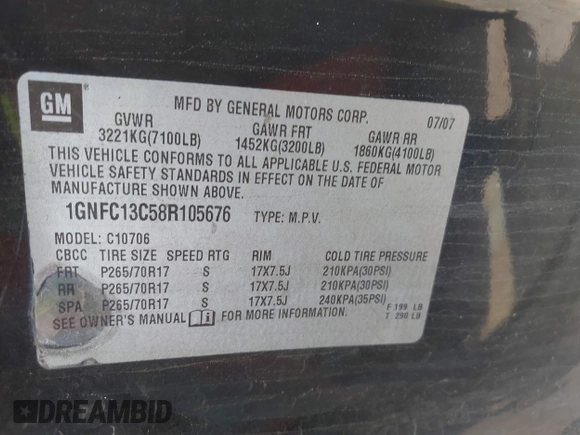 GM
®
MFD BY GENERAL MOTORS CORP.
07/07
GVWR GAWR FRT GAWR RR
3221KG(7100LB) 1452KG(3200LB) 1860KG(4100LB)
THIS VEHICLE CONFORMS TO ALL APPLICABLE U.S. FEDERAL MOTOR
VEHICLE SAFETY STANDARDS IN EFFECT ON THE DATE OF
MANUFACTURE SHOWN ABOVE.
1GNFC13C58R105676 TYPE: M.P.V.
MODEL: C10706
CBCC TIRE SIZE SPEED RTG RIM COLD TIRE PRESSURE
FRT P265/70R17 S 17X7.5J 210KPA(30PSI)
RR P265/70R17 S 17X7.5J 210KPA(30PSI)
SPA P265/70R17 S 17X7.5J 240KPA(35PSI)
F 199 LB
T 290 LB
SEE OWNER'S MANUAL FOR MORE INFORMATION
DREAMBID